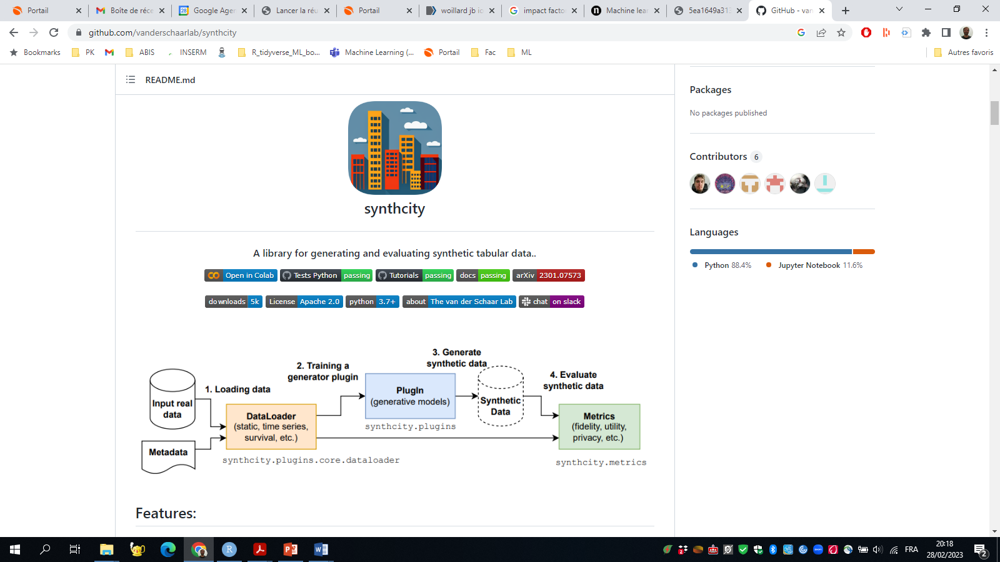 Portail
Boîte de réce
Google Agen
Lancer la réu
Portail
woillard jb io
impact facto
Machine lear
5ea1649a313
GitHub - van
github.com/vanderschaarlab/synthcity
Bookmarks
PK
ABIS
INSERM
R_tidyverse_ML_bo...
Machine Learning (...
Portail
Fac
ML
Autres favoris
README.md
synthcity
A library for generating and evaluating synthetic tabular data..
Open in Colab
Tests Python passing
Tutorials passing
docs passing
arXiv 2301.07573
downloads 5k
License Apache 2.0
python 3.7+
about The van der Schaar Lab
chat on slack
Input real
data
Metadata
1. Loading data
DataLoader
(static, time series,
survival, etc.)
synthcity.plugins.core.dataloader
2. Training a
generator plugin
PlugIn
(generative models)
synthcity.plugins
3. Generate
synthetic data
Synthetic
Data
4. Evaluate
synthetic data
Metrics
(fidelity, utility,
privacy, etc.)
synthcity.metrics
Features:
Packages
No packages published
Contributors 6
Languages
Python 88.4%
Jupyter Notebook 11.6%
FRA
20:18
28/02/2023
2